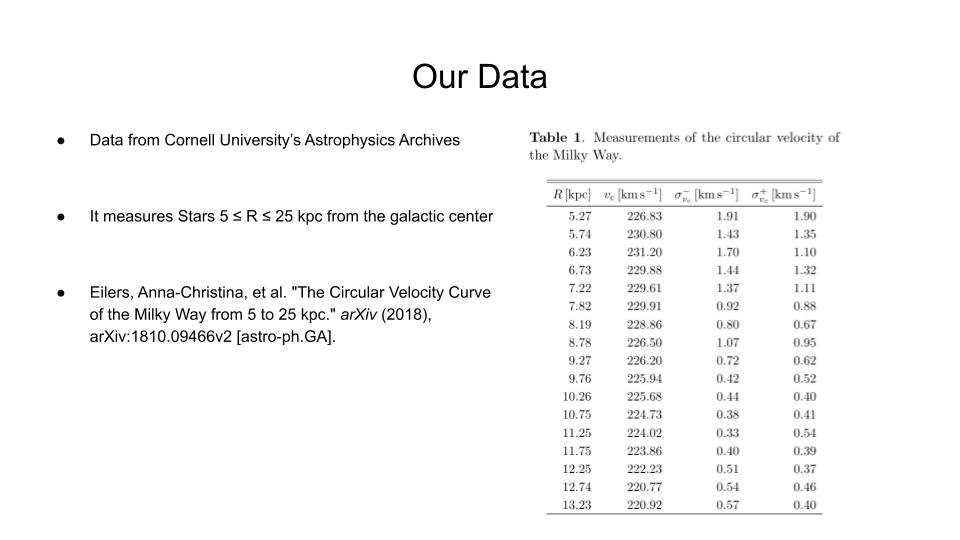 Our Data
● Data from Cornell University’s Astrophysics Archives
● It measures Stars 5 ≤ R ≤ 25 kpc from the galactic center
● Eilers, Anna-Christina, et al. "The Circular Velocity Curve
of the Milky Way from 5 to 25 kpc." arXiv (2018),
arXiv:1810.09466v2 [astro-ph.GA].
Table 1. Measurements of the circular velocity of
the Milky Way.
R [kpc] vc [km s−1] σ−vc [km s−1] σ+vc [km s−1]
5.27 226.83 1.91 1.90
5.74 230.80 1.43 1.35
6.23 231.20 1.70 1.10
6.73 229.88 1.44 1.32
7.22 229.61 1.37 1.11
7.82 229.91 0.92 0.88
8.19 228.86 0.80 0.67
8.78 226.50 1.07 0.95
9.27 226.20 0.72 0.62
9.76 225.94 0.42 0.52
10.26 225.68 0.44 0.40
10.75 224.73 0.38 0.41
11.25 224.02 0.33 0.54
11.75 223.86 0.40 0.39
12.25 222.23 0.51 0.37
12.74 220.77 0.54 0.46
13.23 220.92 0.57 0.40